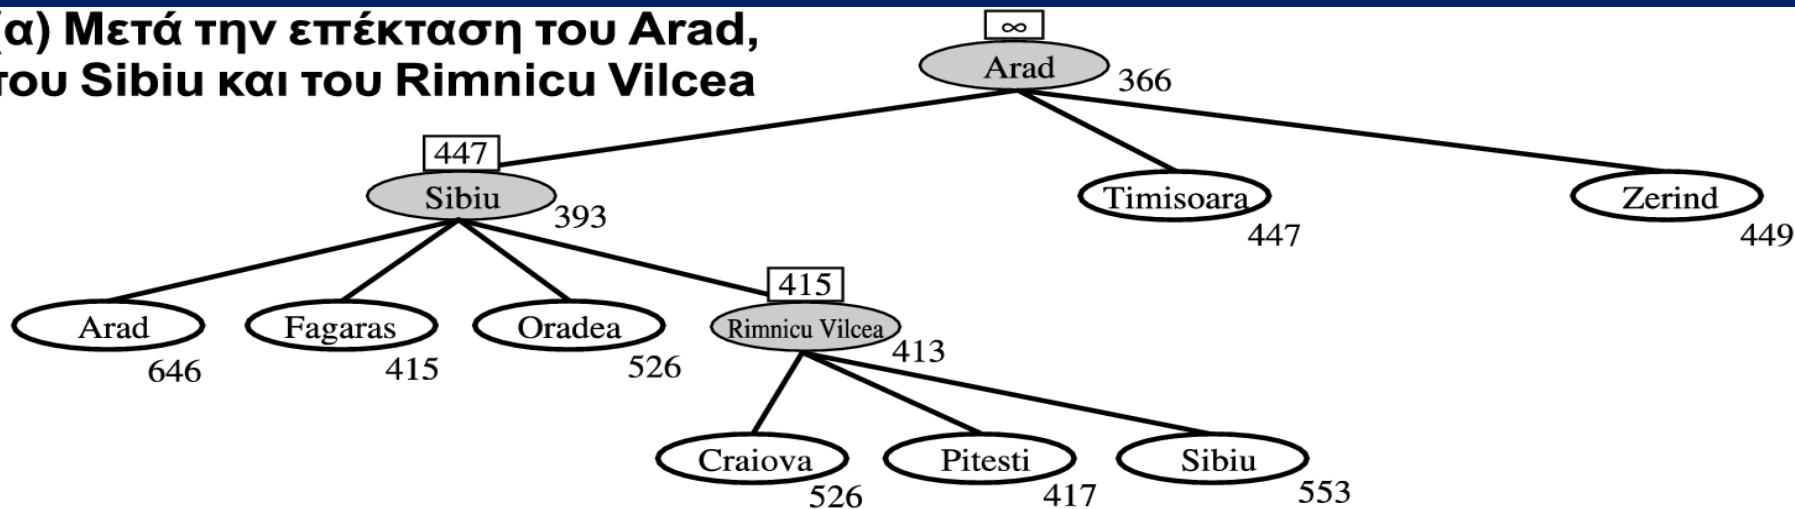 (α) Μετά την επέκταση του Arad,
του Sibiu και του Rimnicu Vilcea
∞
Arad 366
447
Sibiu 393
Timisoara 447
Zerind 449
Arad 646
Fagaras 415
Oradea 526
415
Rimnicu Vilcea 413
Craiova 526
Pitesti 417
Sibiu 553